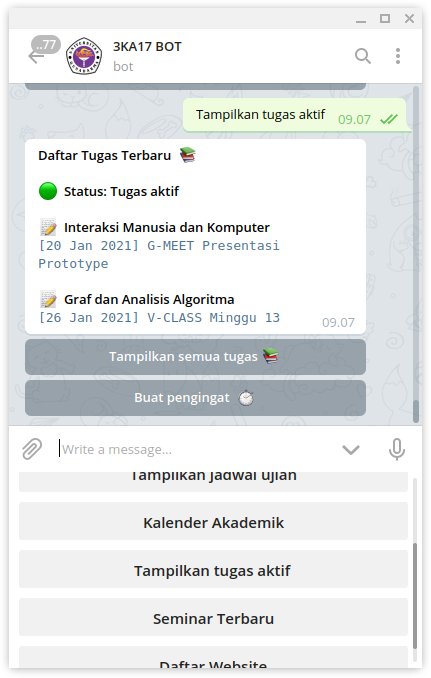 ..77
3KA17 BOT
bot
Tampilkan tugas aktif 09.07
Daftar Tugas Terbaru 📚
🟢 Status: Tugas aktif
📝 Interaksi Manusia dan Komputer
[20 Jan 2021] G-MEET Presentasi
Prototype
📝 Graf dan Analisis Algoritma
[26 Jan 2021] V-CLASS Minggu 13
09.07
Tampilkan semua tugas 📚
Buat pengingat ⏱
Write a message...
Tampilkan jadwal ujian
Kalender Akademik
Tampilkan tugas aktif
Seminar Terbaru
Daftar Website